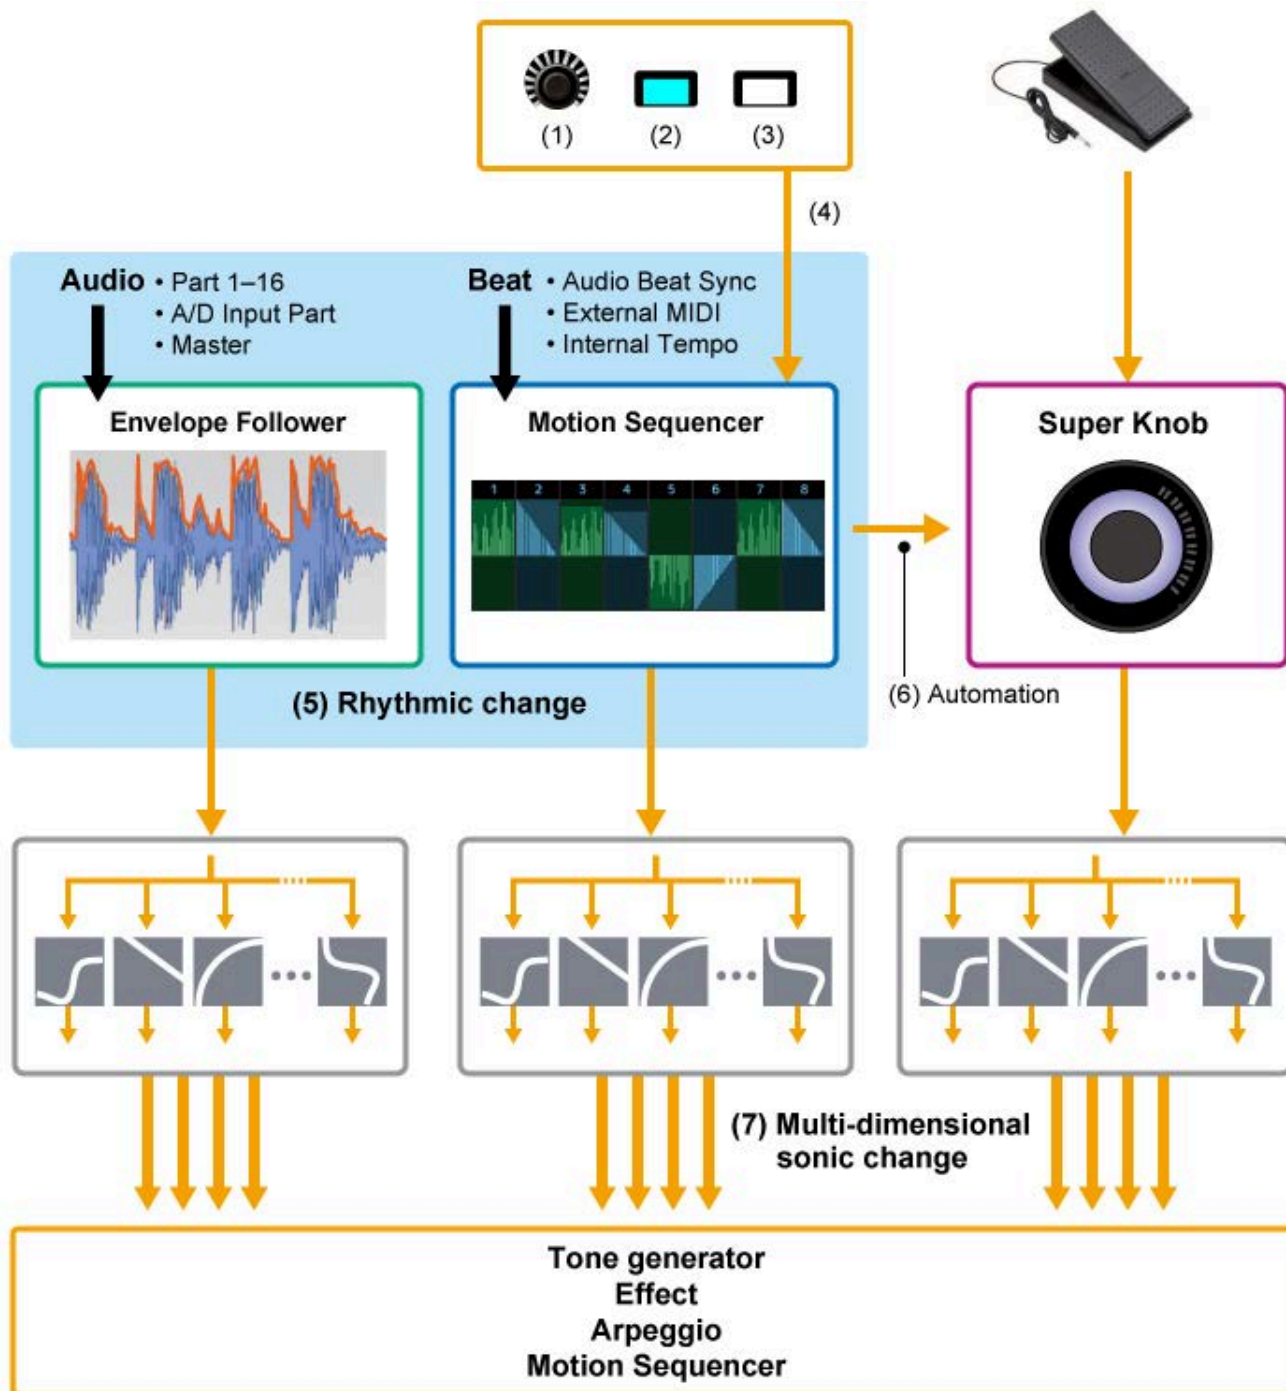 (1)
(2)
(3)
(4)
Audio • Part 1–16
• A/D Input Part
• Master
Beat • Audio Beat Sync
• External MIDI
• Internal Tempo
Envelope Follower
Motion Sequencer
1 2 3 4 5 6 7 8
Super Knob
(5) Rhythmic change
(6) Automation
(7) Multi-dimensional
sonic change
Tone generator
Effect
Arpeggio
Motion Sequencer